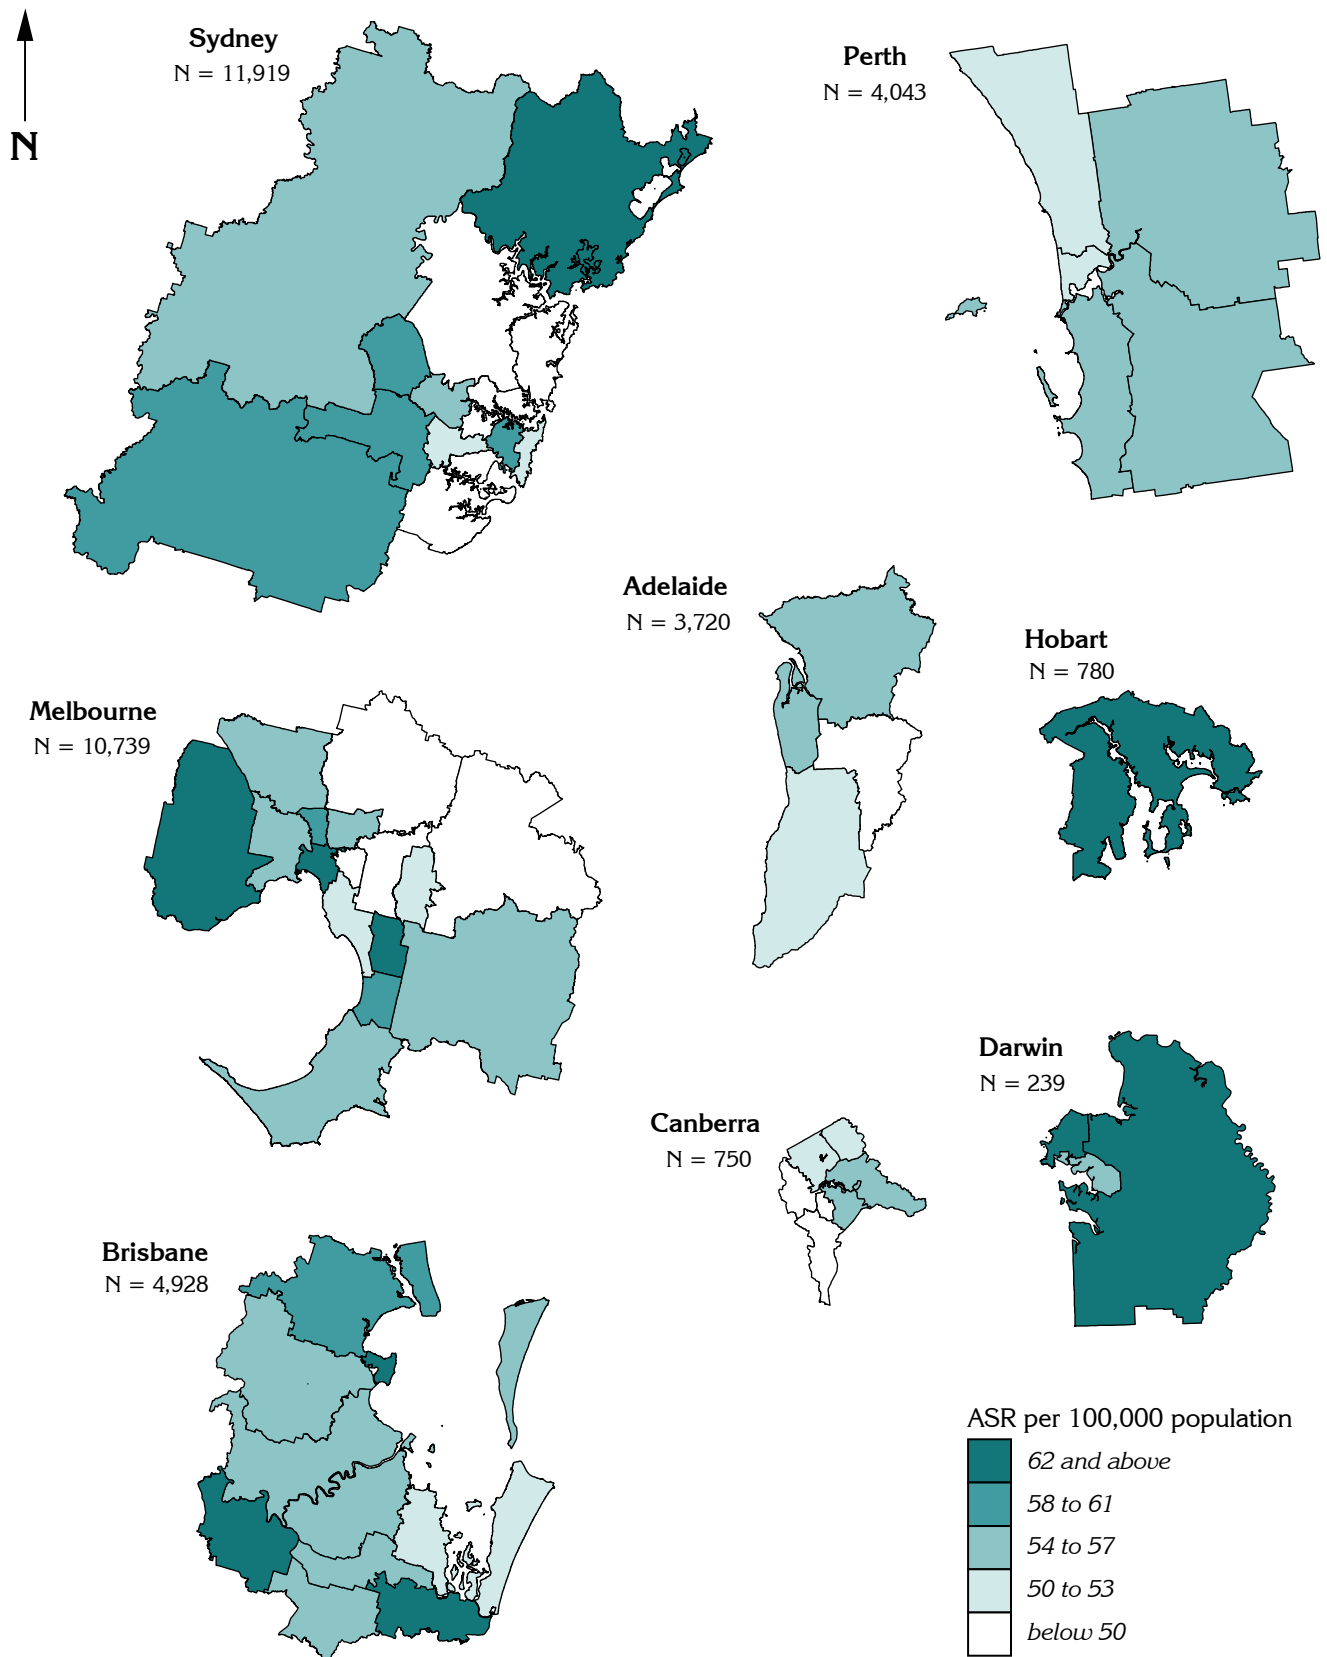 Sydney
N = 11,919
Perth
N = 4,043
N
Adelaide
N = 3,720
Hobart
N = 780
Melbourne
N = 10,739
Darwin
N = 239
Canberra
N = 750
Brisbane
N = 4,928
ASR per 100,000 population
62 and above
58 to 61
54 to 57
50 to 53
below 50